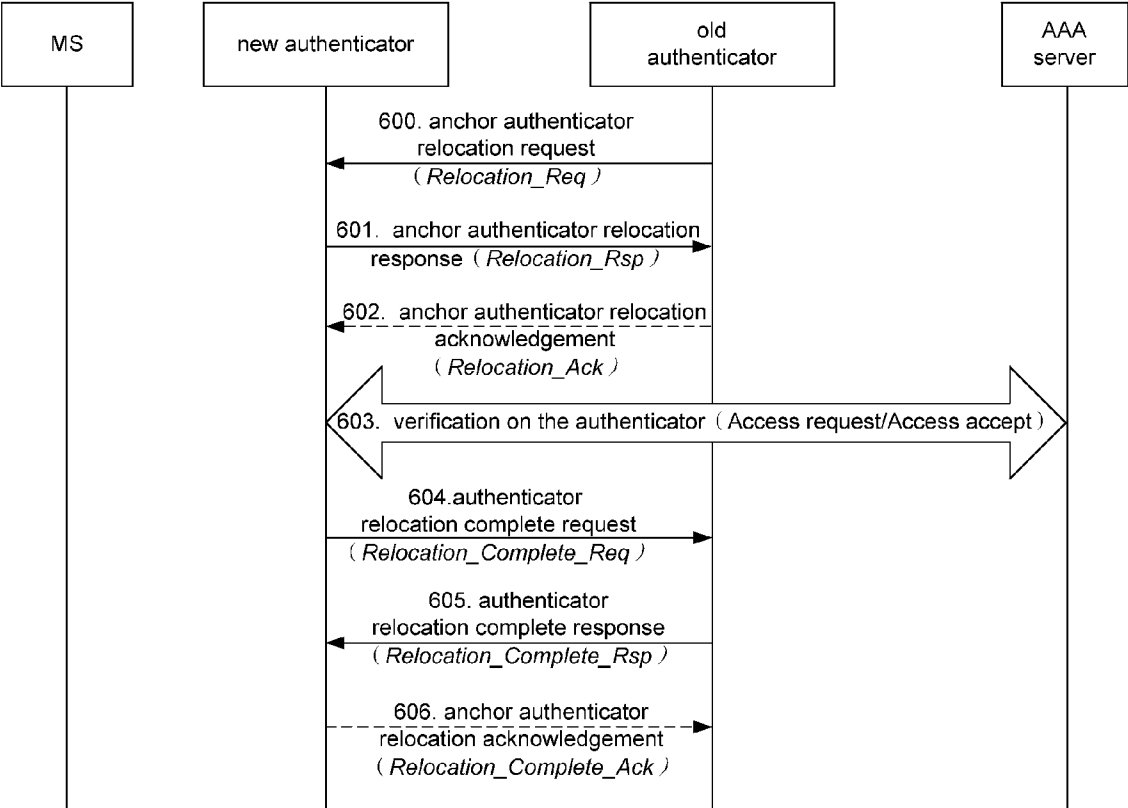 MS
new authenticator
old
authenticator
AAA
server
600. anchor authenticator
relocation request
（Relocation_Req）
601. anchor authenticator relocation
response（Relocation_Rsp）
602. anchor authenticator relocation
acknowledgement
（Relocation_Ack）
603. verification on the authenticator（Access request/Access accept）
604.authenticator
relocation complete request
（Relocation_Complete_Req）
605. authenticator
relocation complete response
（Relocation_Complete_Rsp）
606. anchor authenticator
relocation acknowledgement
（Relocation_Complete_Ack）